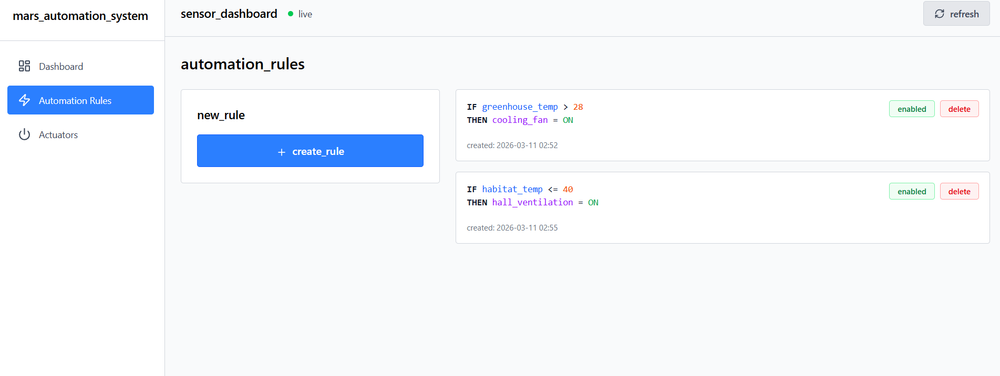 mars_automation_system
Dashboard
Automation Rules
Actuators
sensor_dashboard live
refresh
automation_rules
new_rule
+ create_rule
IF greenhouse_temp > 28
THEN cooling_fan = ON
created: 2026-03-11 02:52
enabled delete
IF habitat_temp <= 40
THEN hall_ventilation = ON
created: 2026-03-11 02:55
enabled delete